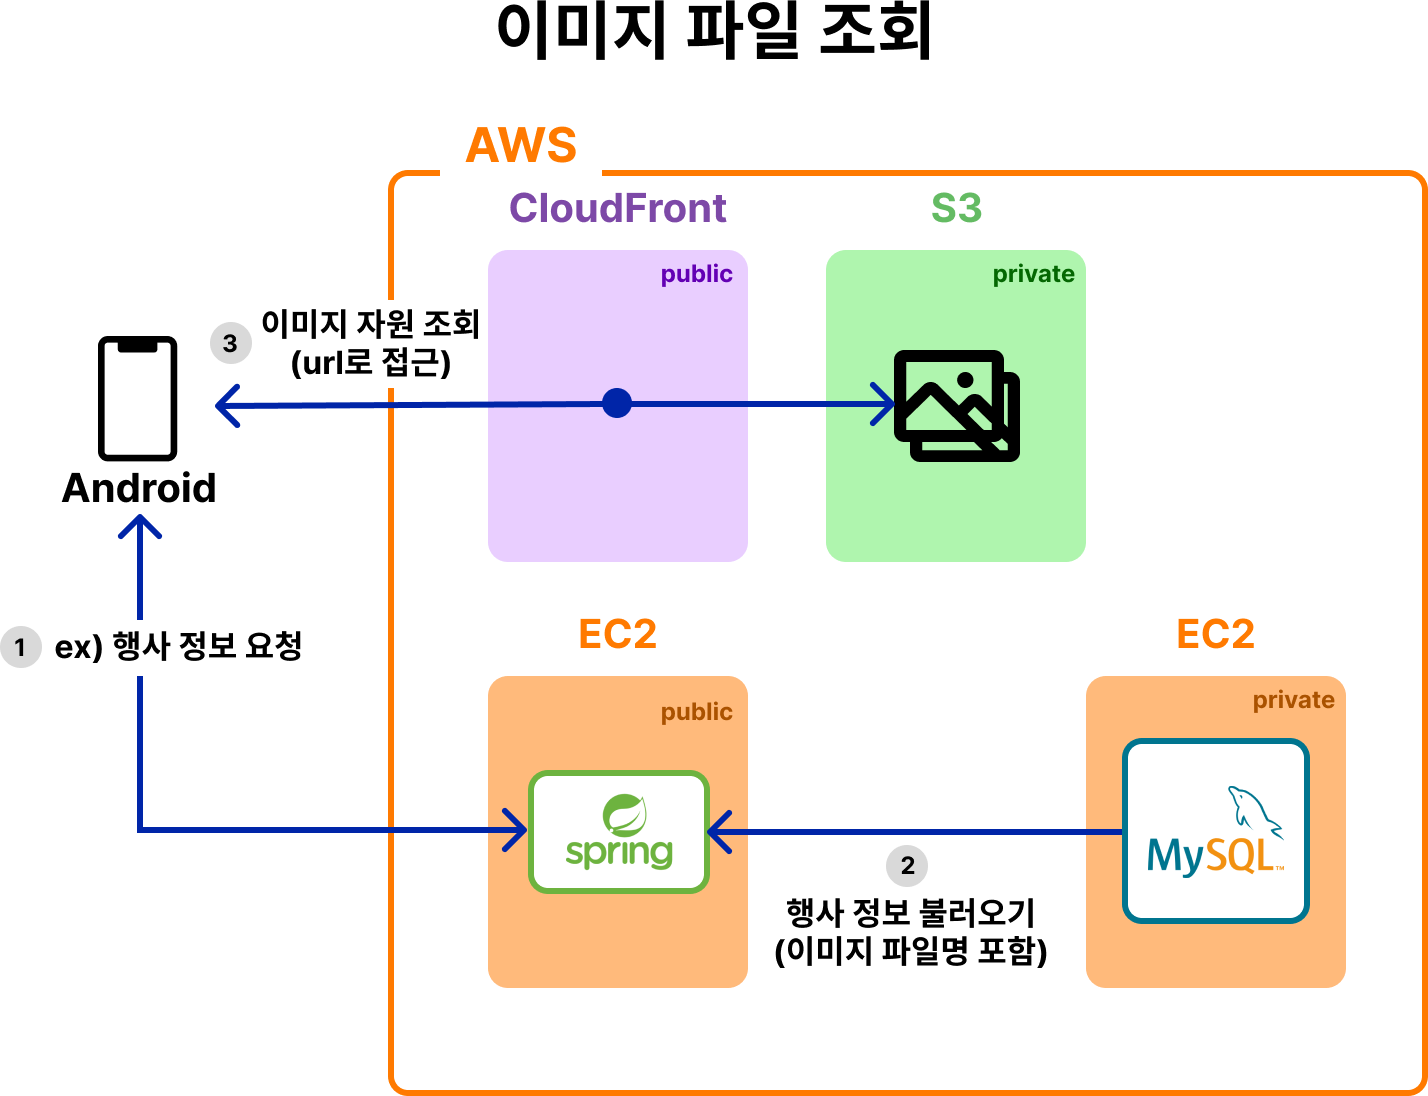 이미지 파일 조회
AWS
CloudFront
S3
public
private
3
이미지 자원 조회
(url로 접근)
Android
1
ex) 행사 정보 요청
EC2
EC2
public
private
spring
MySQL™
2
행사 정보 불러오기
(이미지 파일명 포함)